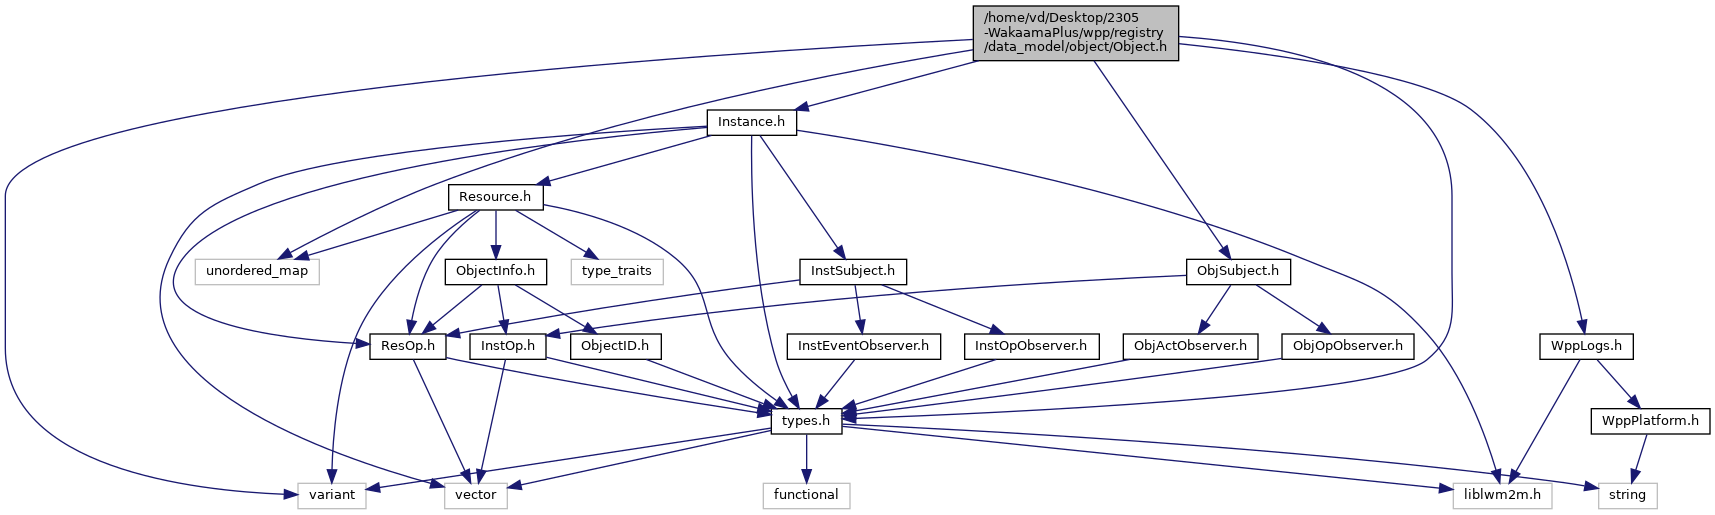 /home/vd/Desktop/2305
-WakaamaPlus/wpp/registry
/data_model/object/Object.h
Instance.h
Resource.h
unordered_map
ObjectInfo.h
type_traits
InstSubject.h
ObjSubject.h
ResOp.h
InstOp.h
ObjectID.h
InstEventObserver.h
InstOpObserver.h
ObjActObserver.h
ObjOpObserver.h
WppLogs.h
types.h
WppPlatform.h
variant
vector
functional
liblwm2m.h
string